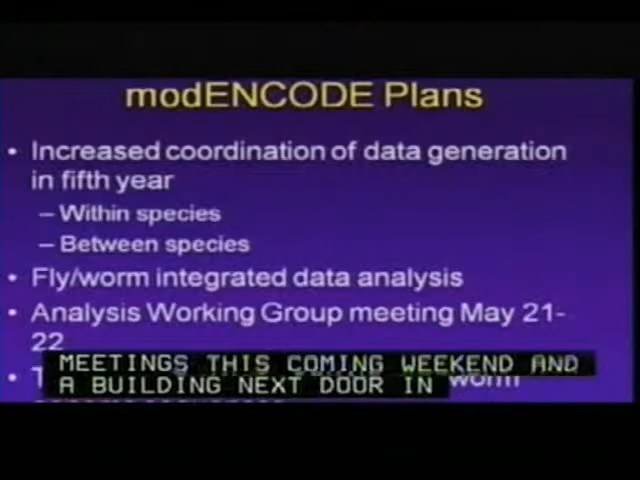 modENCODE Plans
• Increased coordination of data generation
in fifth year
– Within species
– Between species
• Fly/worm integrated data analysis
• Analysis Working Group meeting May 21-
22
MEETINGS THIS COMING WEEKEND AND
A BUILDING NEXT DOOR IN
worm